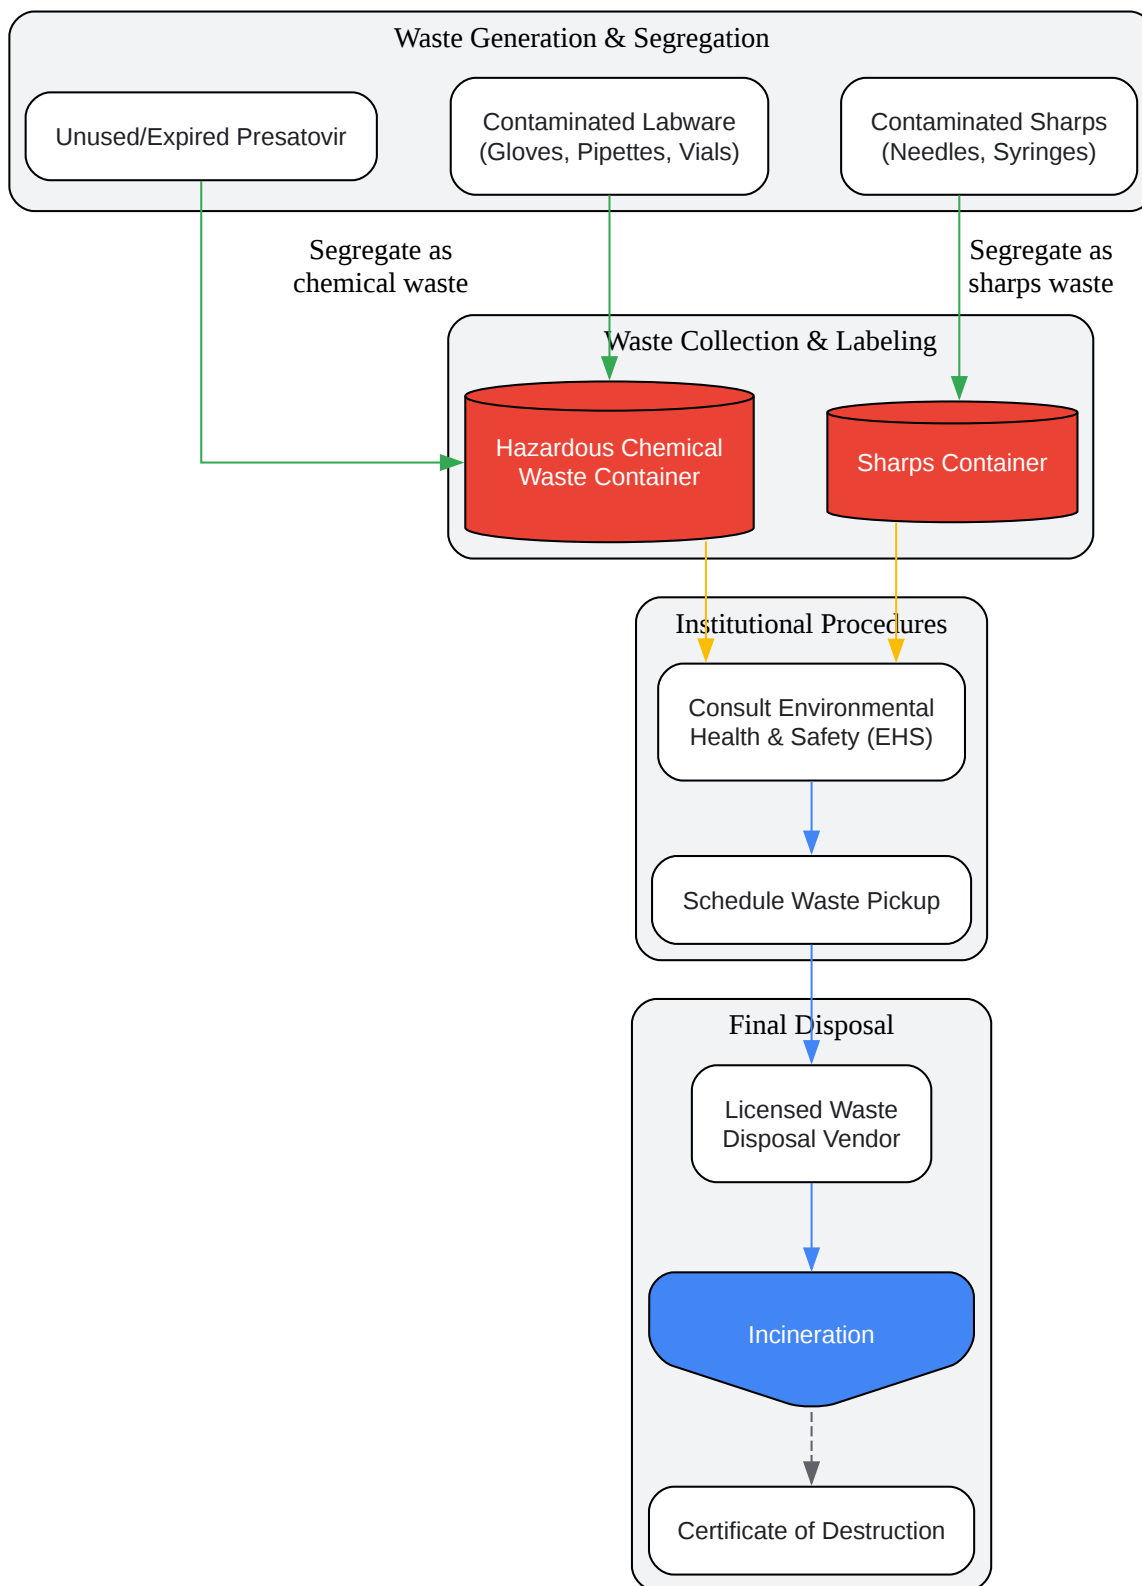 Waste Generation & Segregation
Unused/Expired Presatovir
Contaminated Labware
(Gloves, Pipettes, Vials)
Contaminated Sharps
(Needles, Syringes)
Segregate as
chemical waste
Segregate as
sharps waste
Waste Collection & Labeling
Hazardous Chemical
Waste Container
Sharps Container
Institutional Procedures
Consult Environmental
Health & Safety (EHS)
Schedule Waste Pickup
Final Disposal
Licensed Waste
Disposal Vendor
Incineration
Certificate of Destruction